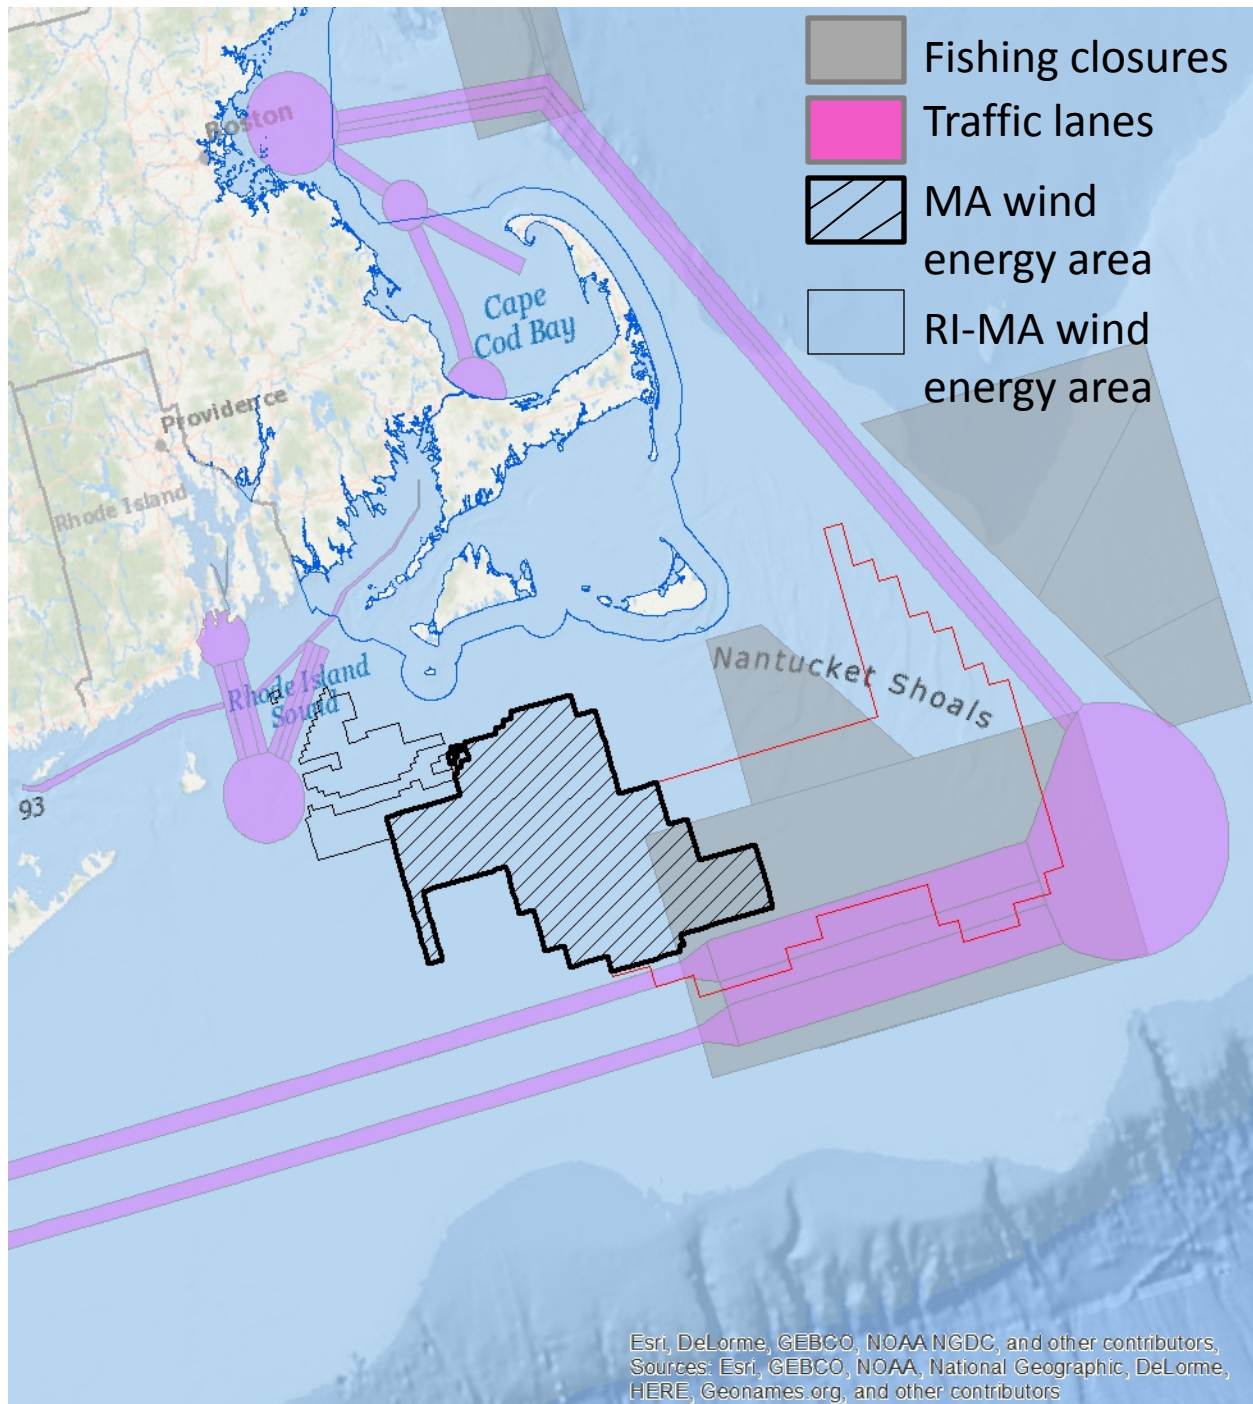 Fishing closures
Traffic lanes
MA wind
energy area
RI-MA wind
energy area
Boston
Cape
Cod Bay
Providence
Rhode Island
Nantucket Shoals
Rhode Island
Sound
93
Esri, DeLorme, GEBCO, NOAA NGDC, and other contributors,
Sources: Esri, GEBCO, NOAA, National Geographic, DeLorme,
HERE, Geonames.org, and other contributors